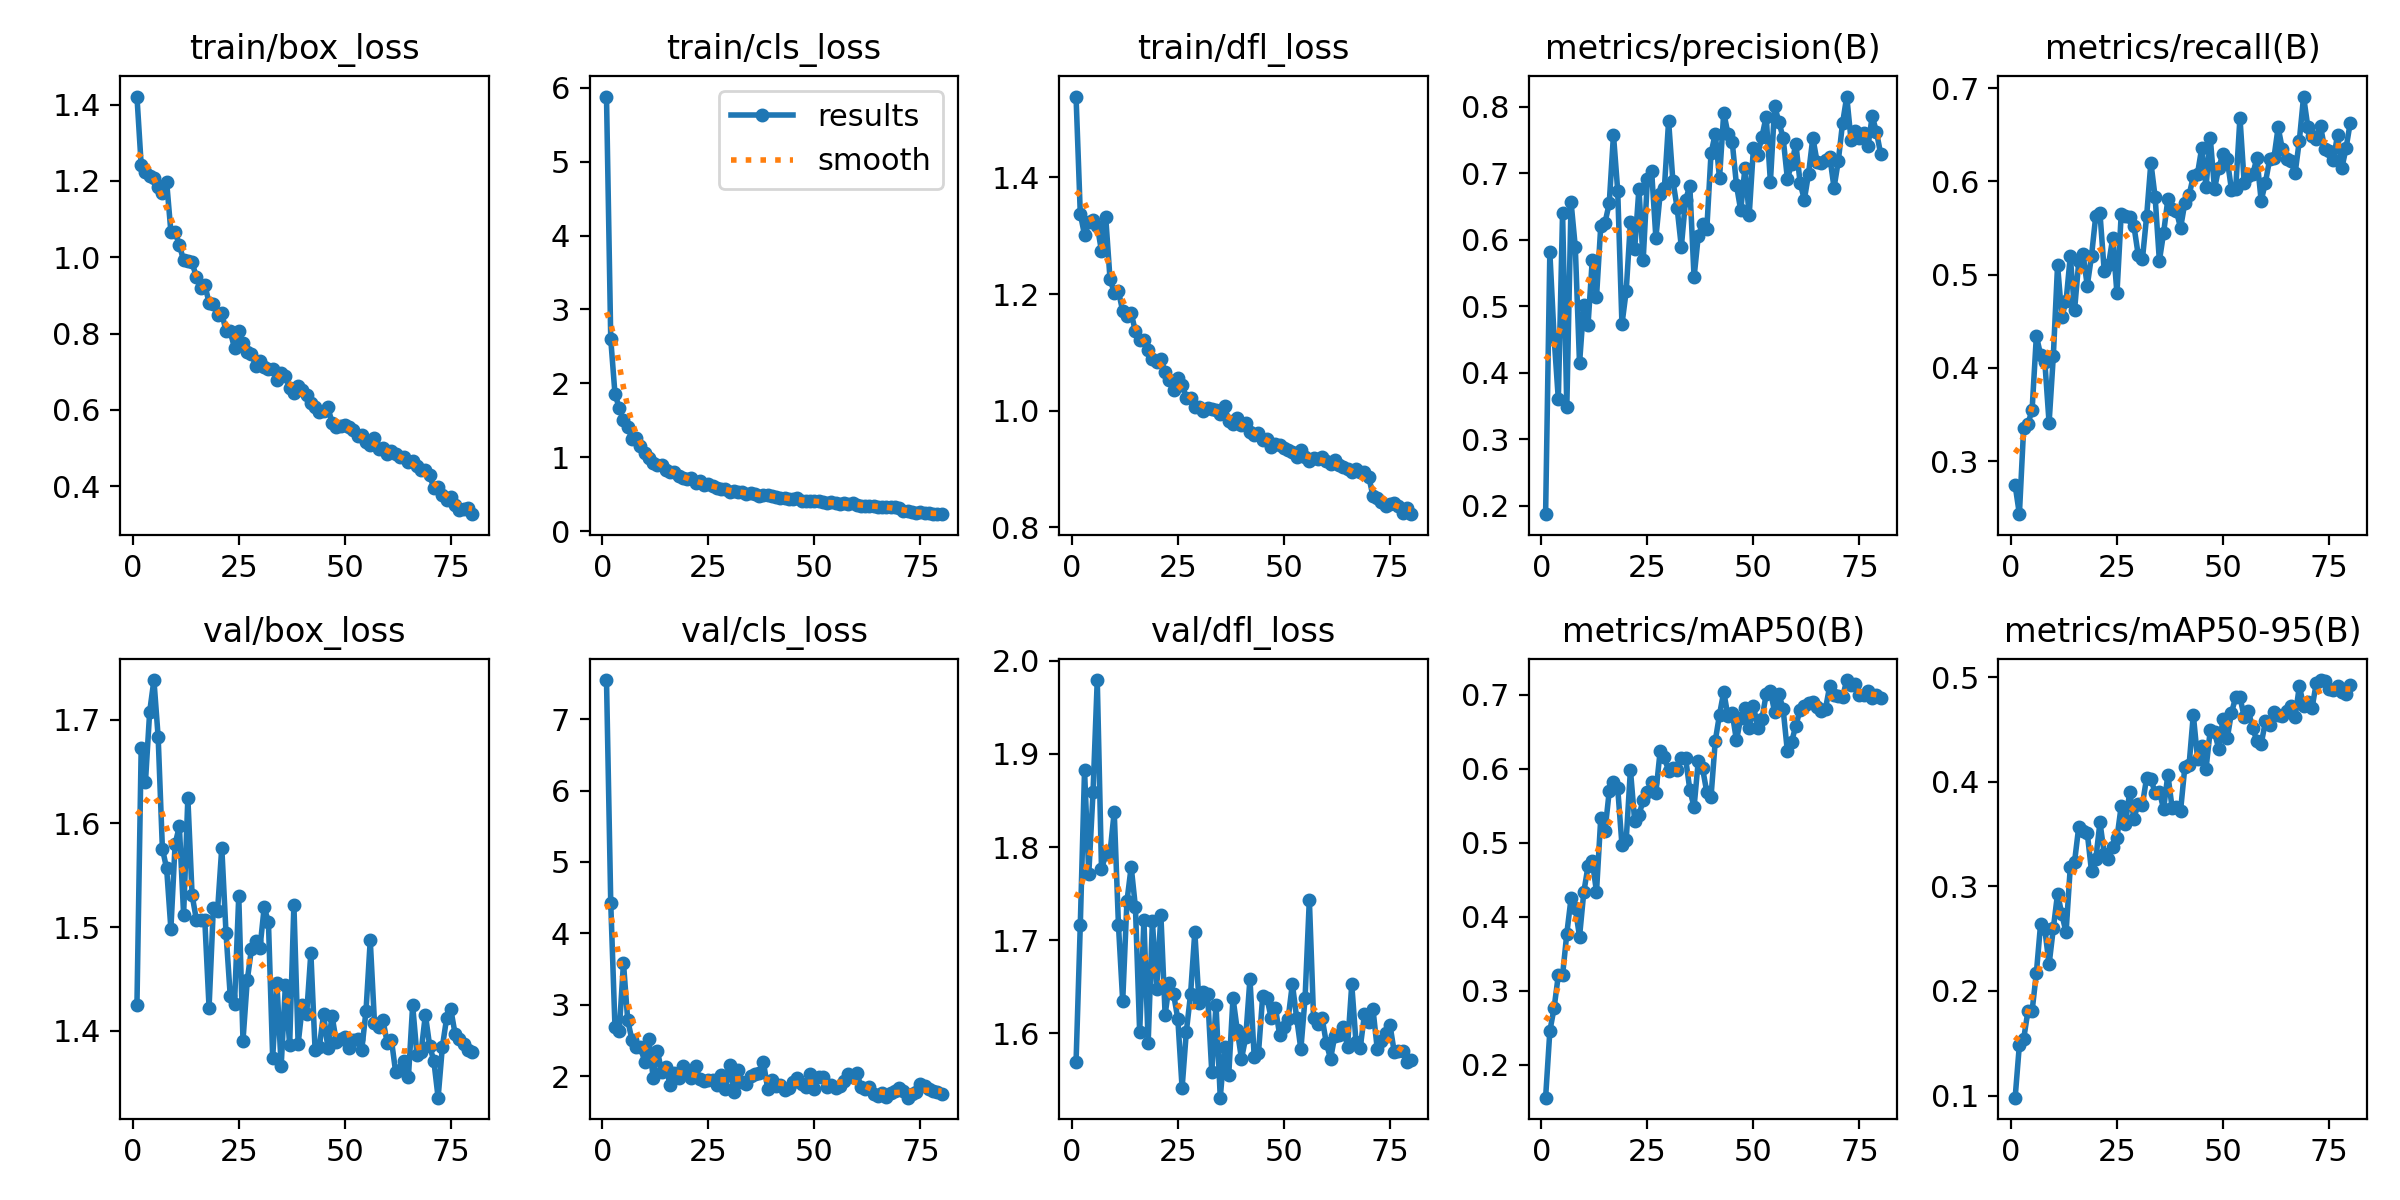 train/box_loss
1.4
1.2
1.0
0.8
0.6
0.4
0 25 50 75
train/cls_loss
results
smooth
6
5
4
3
2
1
0
0 25 50 75
train/dfl_loss
1.4
1.2
1.0
0.8
0 25 50 75
metrics/precision(B)
0.8
0.7
0.6
0.5
0.4
0.3
0.2
0 25 50 75
metrics/recall(B)
0.7
0.6
0.5
0.4
0.3
0 25 50 75
val/box_loss
1.7
1.6
1.5
1.4
0 25 50 75
val/cls_loss
7
6
5
4
3
2
0 25 50 75
val/dfl_loss
2.0
1.9
1.8
1.7
1.6
0 25 50 75
metrics/mAP50(B)
0.7
0.6
0.5
0.4
0.3
0.2
0 25 50 75
metrics/mAP50-95(B)
0.5
0.4
0.3
0.2
0.1
0 25 50 75